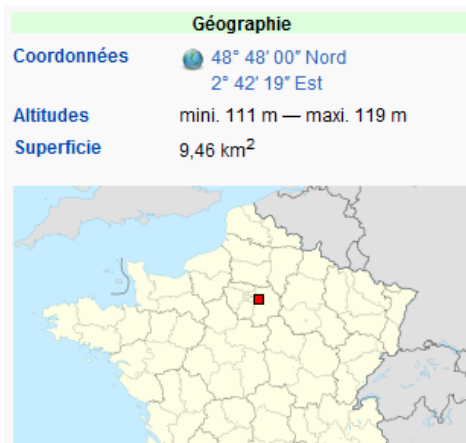 Géographie
Coordonnées 48° 48′ 00″ Nord
2° 42′ 19″ Est
Altitudes mini. 111 m — maxi. 119 m
Superficie 9,46 km²